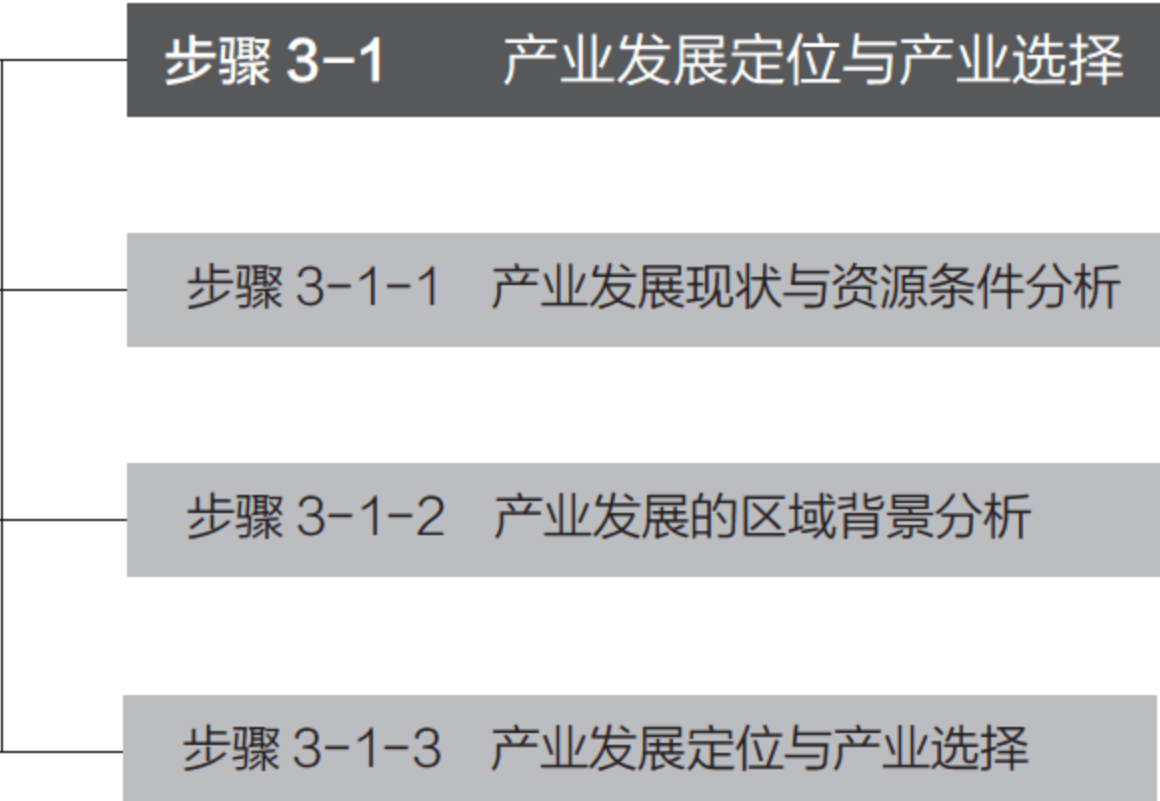 步骤 3-1 产业发展定位与产业选择
步骤 3-1-1 产业发展现状与资源条件分析
步骤 3-1-2 产业发展的区域背景分析
步骤 3-1-3 产业发展定位与产业选择